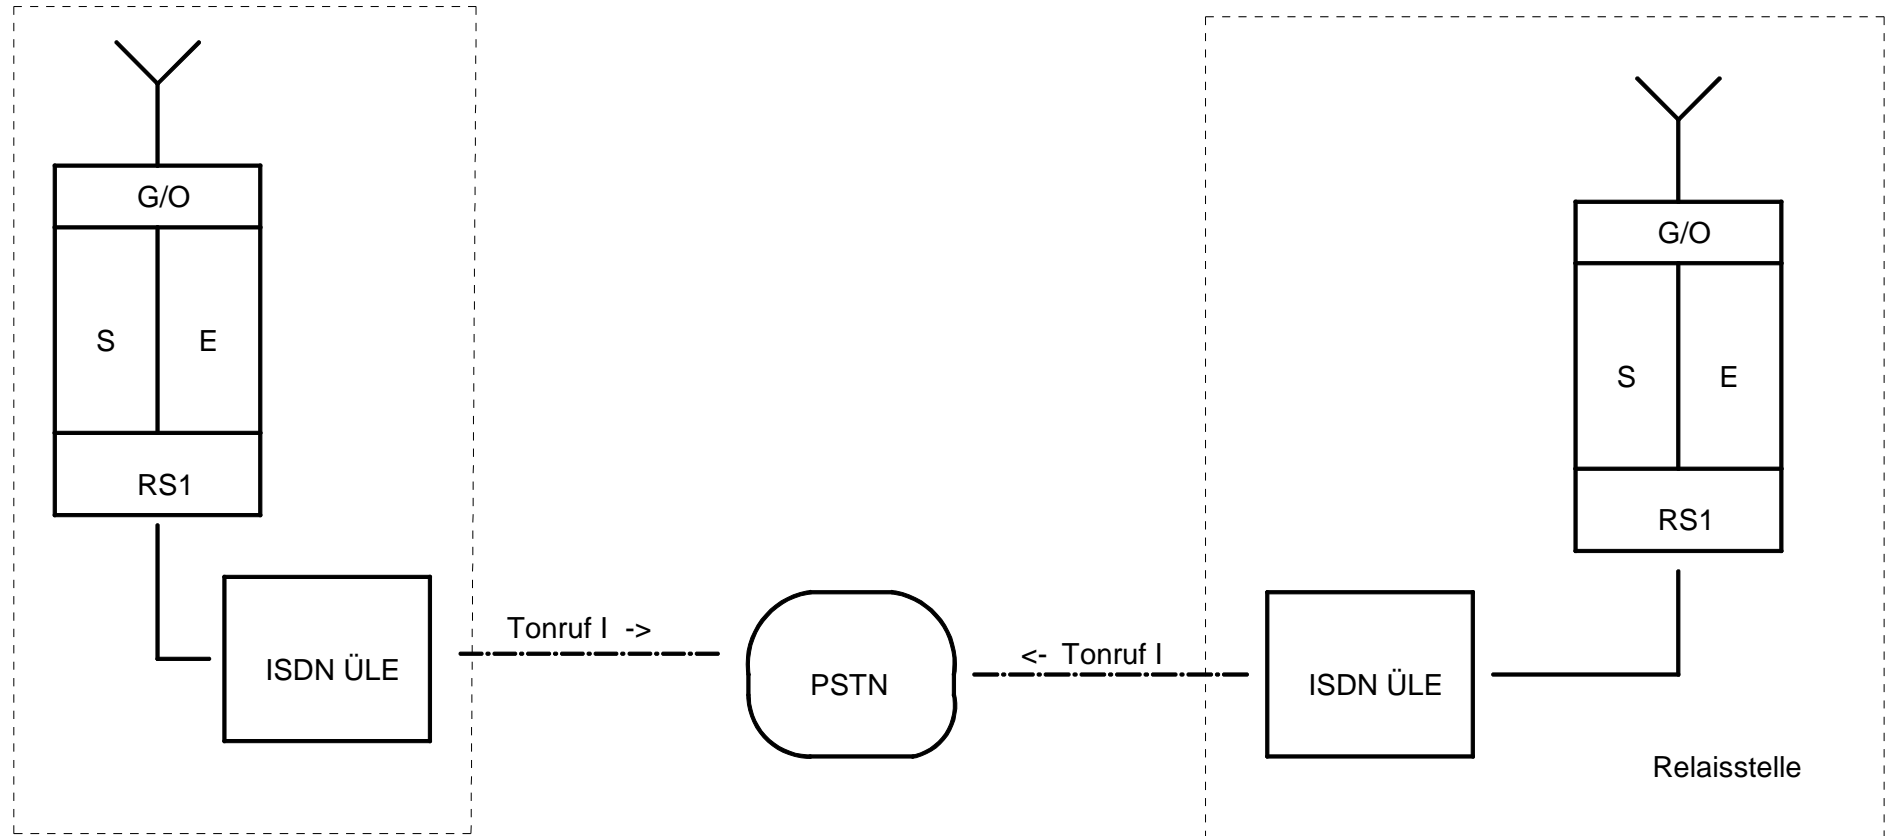 G/O
S E
RS1
ISDN ÜLE
Tonruf I ->
PSTN
<- Tonruf I
G/O
S E
RS1
ISDN ÜLE
Relaisstelle